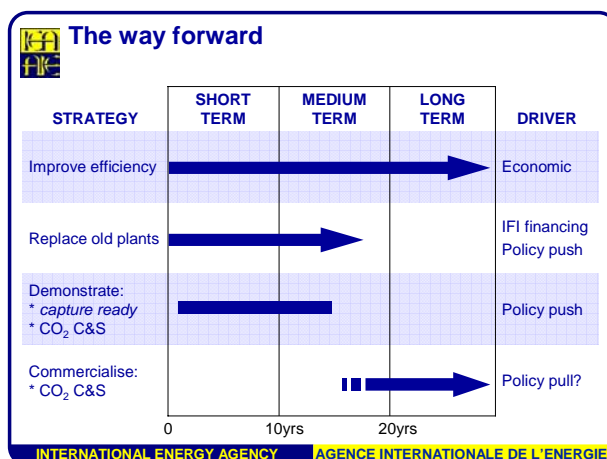 The way forward
SHORT MEDIUM LONG
STRATEGY TERM TERM TERM DRIVER
Improve efficiency Economic
Replace old plants IFI financing
Policy push
Demonstrate:
* capture ready Policy push
* CO₂ C&S
Commercialise:
* CO₂ C&S Policy pull?
0 10yrs 20yrs
INTERNATIONAL ENERGY AGENCY AGENCE INTERNATIONALE DE L'ENERGIE